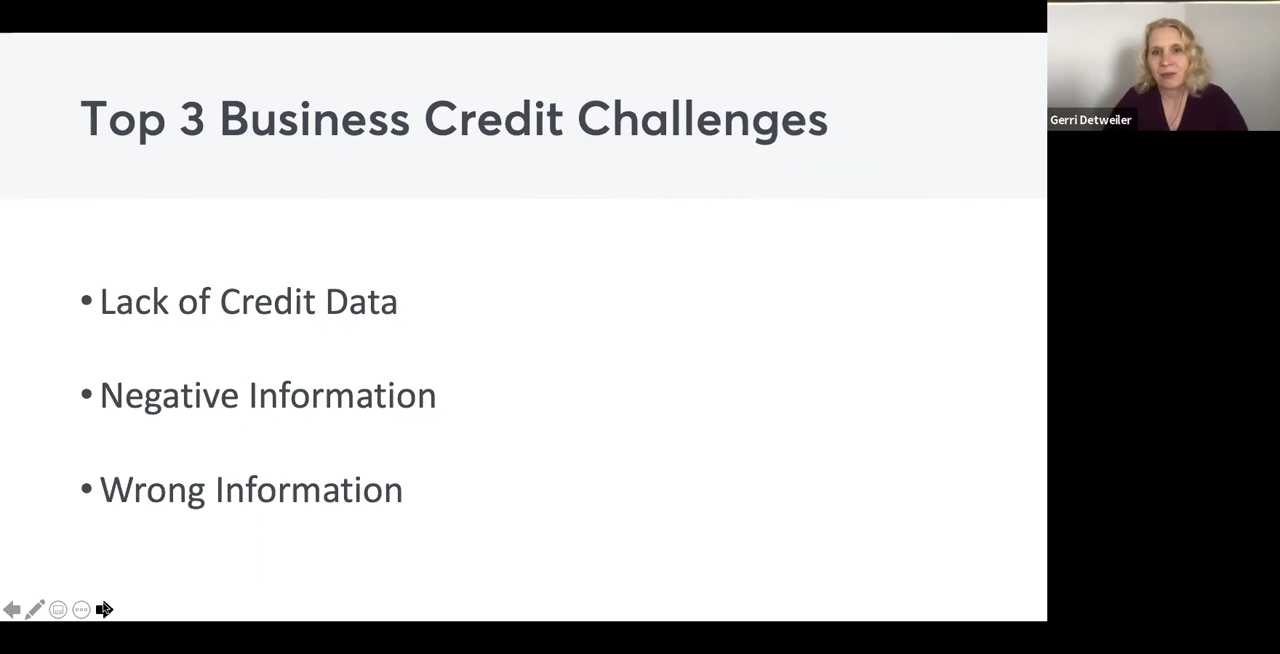 Top 3 Business Credit Challenges
• Lack of Credit Data
• Negative Information
• Wrong Information
Gerri Detweiler